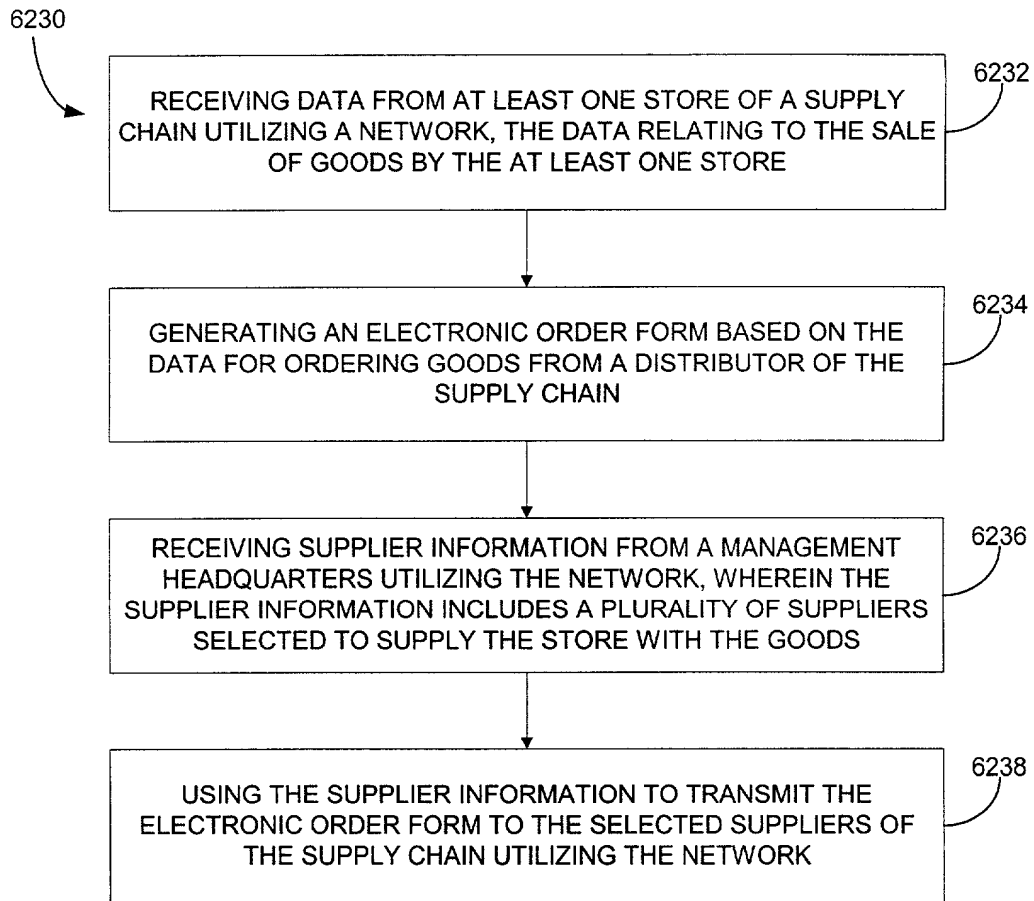 6230
6232
RECEIVING DATA FROM AT LEAST ONE STORE OF A SUPPLY
CHAIN UTILIZING A NETWORK, THE DATA RELATING TO THE SALE
OF GOODS BY THE AT LEAST ONE STORE
6234
GENERATING AN ELECTRONIC ORDER FORM BASED ON THE
DATA FOR ORDERING GOODS FROM A DISTRIBUTOR OF THE
SUPPLY CHAIN
6236
RECEIVING SUPPLIER INFORMATION FROM A MANAGEMENT
HEADQUARTERS UTILIZING THE NETWORK, WHEREIN THE
SUPPLIER INFORMATION INCLUDES A PLURALITY OF SUPPLIERS
SELECTED TO SUPPLY THE STORE WITH THE GOODS
6238
USING THE SUPPLIER INFORMATION TO TRANSMIT THE
ELECTRONIC ORDER FORM TO THE SELECTED SUPPLIERS OF
THE SUPPLY CHAIN UTILIZING THE NETWORK